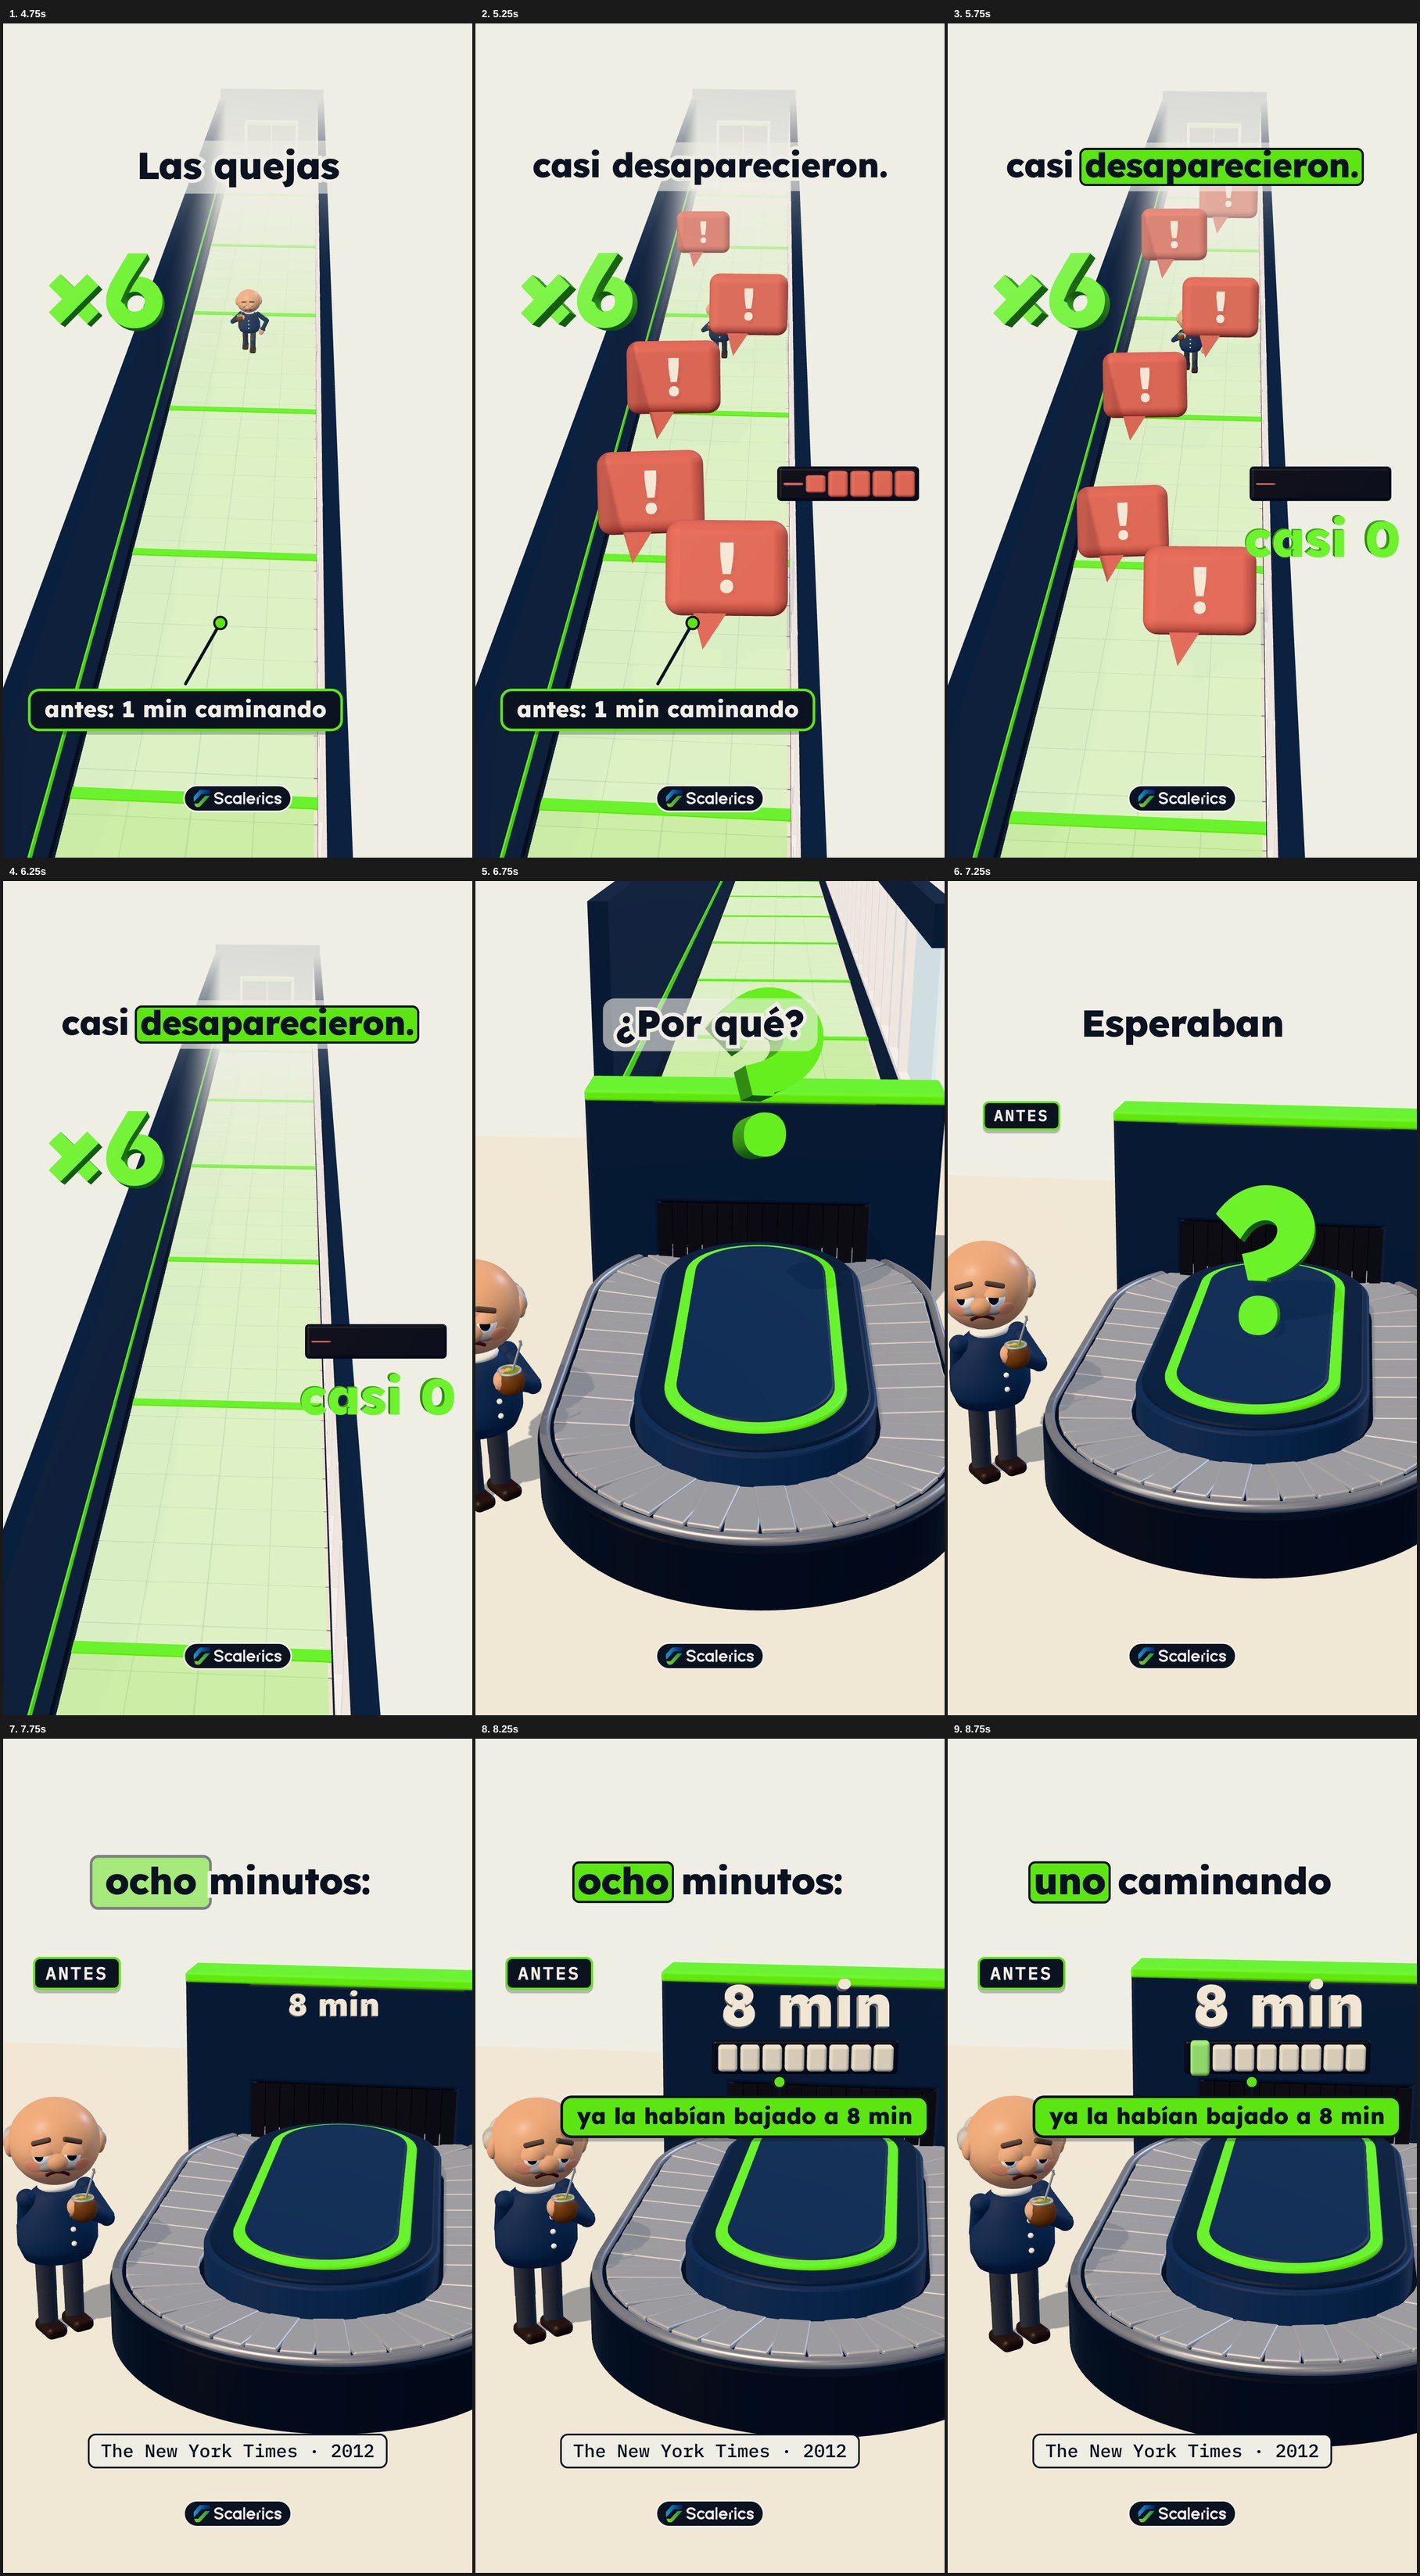 1. 4.75s
Las quejas
×6
antes: 1 min caminando
Scalerics
2. 5.25s
casi desaparecieron.
×6
!
!
!
!
!
antes: 1 min caminando
Scalerics
3. 5.75s
casi desaparecieron.
!
!
×6
!
!
!
!
casi 0
Scalerics
4. 6.25s
casi desaparecieron.
×6
casi 0
Scalerics
5. 6.75s
¿Por qué?
?
Scalerics
6. 7.25s
Esperaban
ANTES
?
Scalerics
7. 7.75s
ocho minutos:
ANTES
8 min
The New York Times · 2012
Scalerics
8. 8.25s
ocho minutos:
ANTES
8 min
ya la habían bajado a 8 min
The New York Times · 2012
Scalerics
9. 8.75s
uno caminando
ANTES
8 min
ya la habían bajado a 8 min
The New York Times · 2012
Scalerics